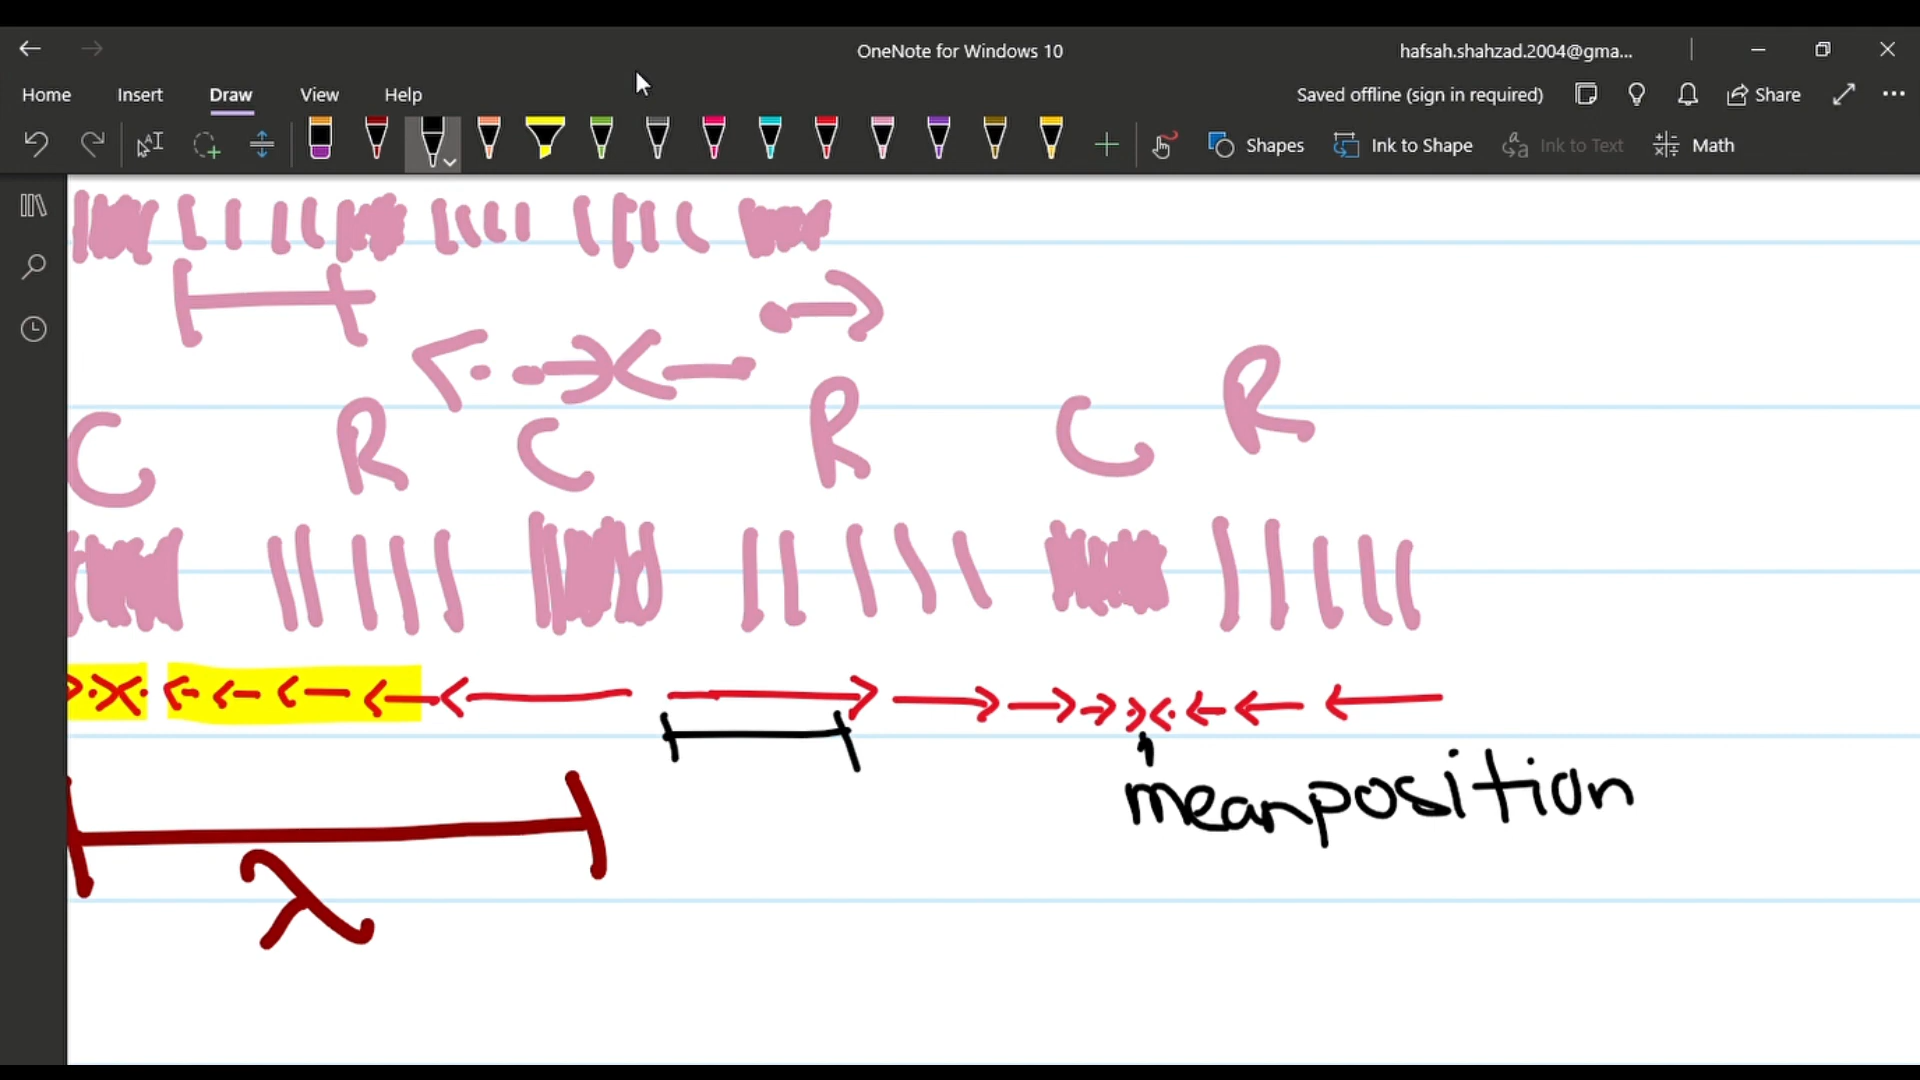 OneNote for Windows 10
hafsah.shahzad.2004@gma...
Home Insert Draw View Help
Saved offline (sign in required) Share
Shapes Ink to Shape Ink to Text Math
C R C R C R
meanposition
λ